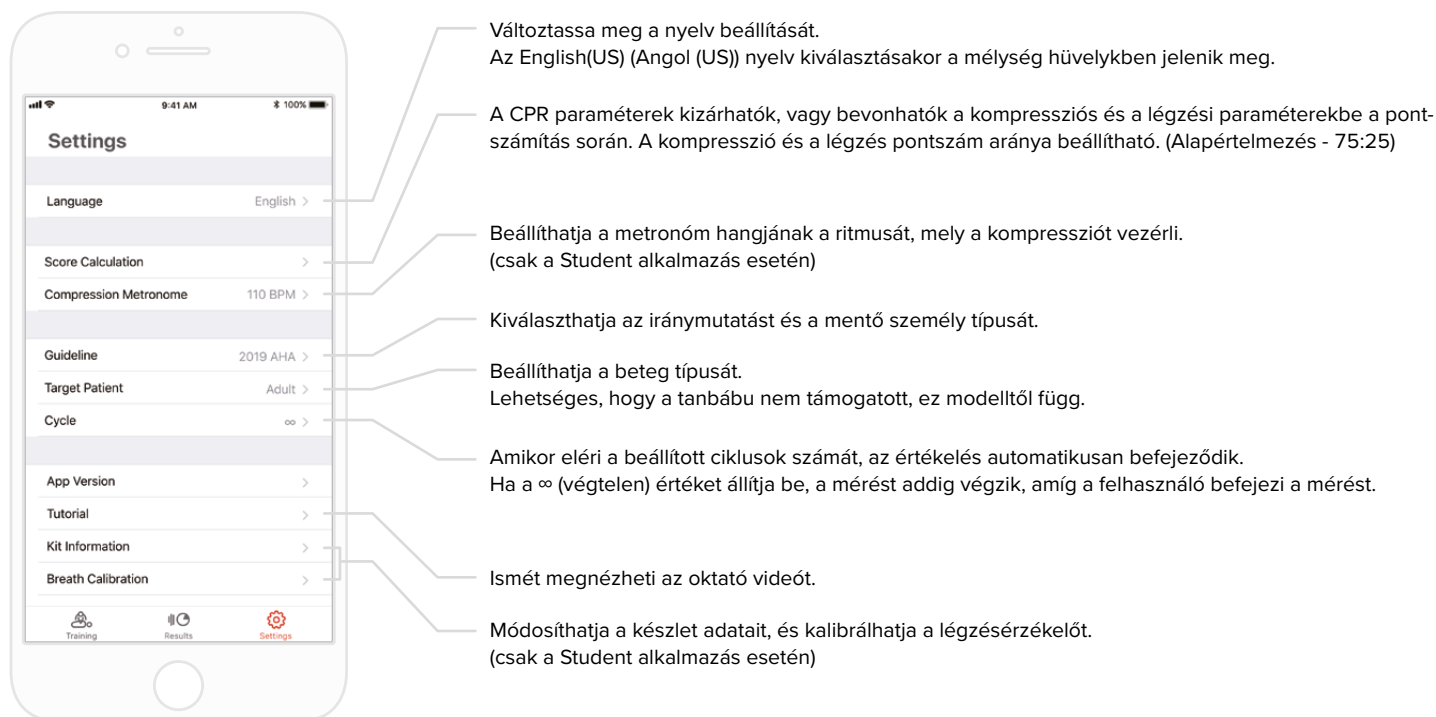 9:41 AM
100%
Settings
Language English
Score Calculation
Compression Metronome 110 BPM
Guideline 2019 AHA
Target Patient Adult
Cycle ∞
App Version
Tutorial
Kit Information
Breath Calibration
Training Results Settings
Változtassa meg a nyelv beállítását.
Az English(US) (Angol (US)) nyelv kiválasztásakor a mélység hüvelykben jelenik meg.
A CPR paraméterek kizárhatók, vagy bevonhatók a kompressziós és a légzési paraméterekbe a pont-
számítás során. A kompresszió és a légzés pontszám aránya beállítható. (Alapértelmezés - 75:25)
Beállíthatja a metronóm hangjának a ritmusát, mely a kompressziót vezérli.
(csak a Student alkalmazás esetén)
Kiválaszthatja az iránymutatást és a mentő személy típusát.
Beállíthatja a beteg típusát.
Lehetséges, hogy a tanbábu nem támogatott, ez modelltől függ.
Amikor eléri a beállított ciklusok számát, az értékelés automatikusan befejeződik.
Ha a ∞ (végtelen) értéket állítja be, a mérést addig végzik, amíg a felhasználó befejezi a mérést.
Ismét megnézheti az oktató videót.
Módosíthatja a készlet adatait, és kalibrálhatja a légzésérzékelőt.
(csak a Student alkalmazás esetén)